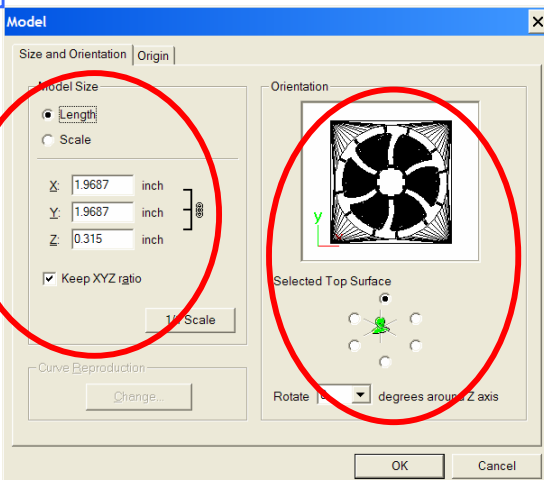 Model
Size and Orientation Origin
Model Size
Length
Scale
X: 1.9687 inch
Y: 1.9687 inch
Z: 0.315 inch
Keep XYZ ratio
Scale
Curve Reproduction
Change...
Orientation
y
Selected Top Surface
Rotate degrees around Z axis
OK Cancel